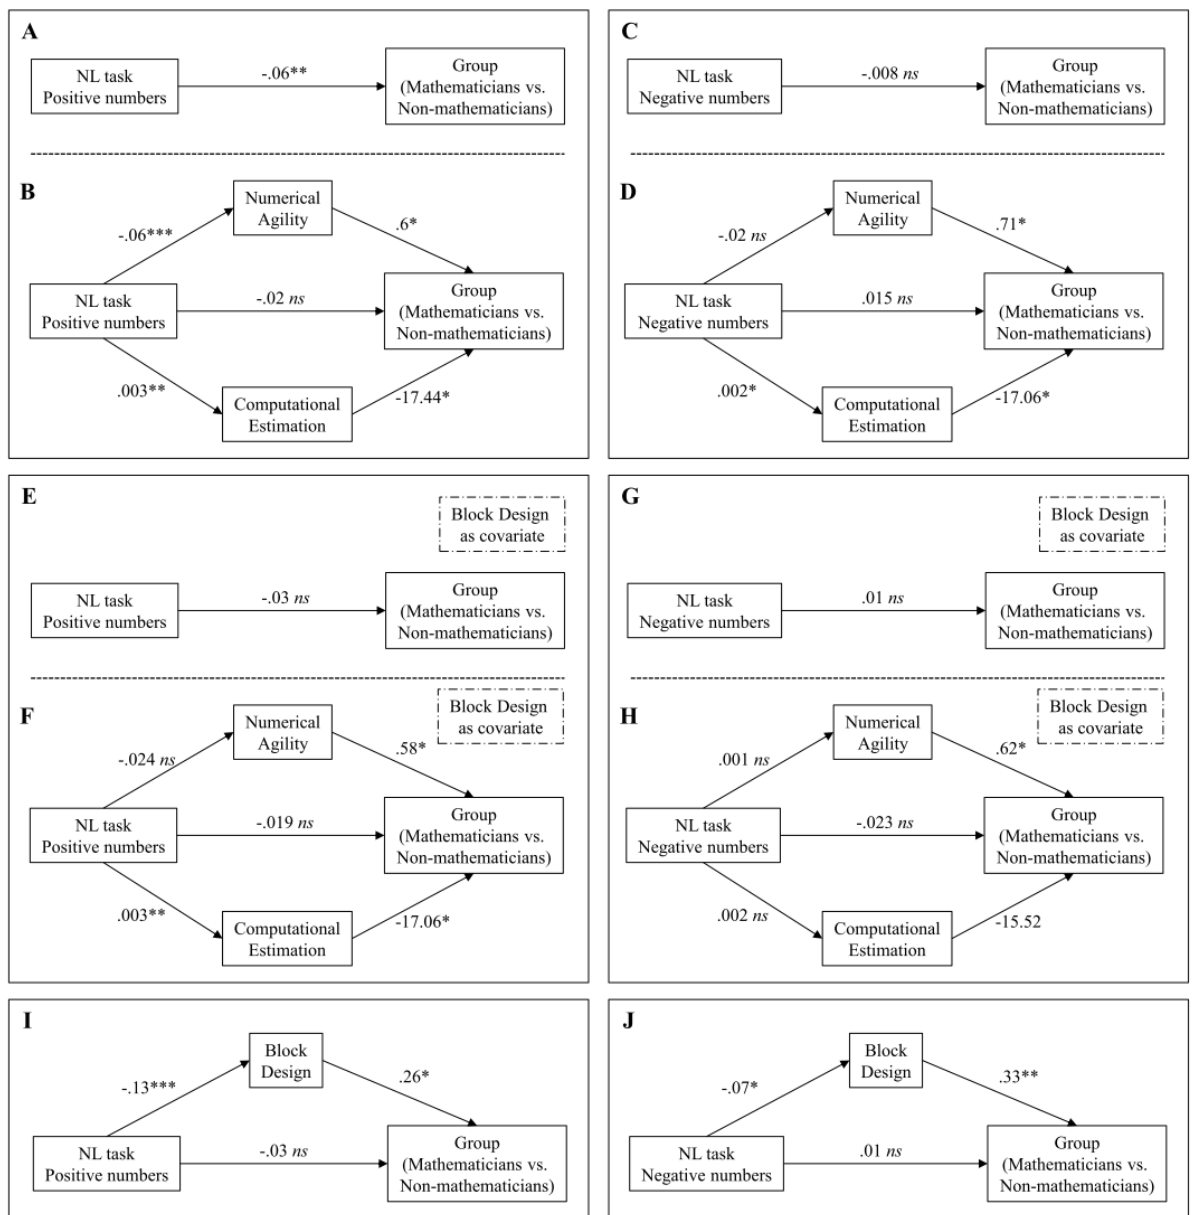 A
NL task
Positive numbers
-.06**
Group
(Mathematicians vs.
Non-mathematicians)
B
Numerical
Agility
-.06***
.6*
NL task
Positive numbers
-.02 ns
Group
(Mathematicians vs.
Non-mathematicians)
.003**
Computational
Estimation
-17.44*
C
NL task
Negative numbers
-.008 ns
Group
(Mathematicians vs.
Non-mathematicians)
D
Numerical
Agility
-.02 ns
.71*
NL task
Negative numbers
.015 ns
Group
(Mathematicians vs.
Non-mathematicians)
.002*
Computational
Estimation
-17.06*
E
Block Design
as covariate
NL task
Positive numbers
-.03 ns
Group
(Mathematicians vs.
Non-mathematicians)
F
Block Design
as covariate
Numerical
Agility
-.024 ns
.58*
NL task
Positive numbers
-.019 ns
Group
(Mathematicians vs.
Non-mathematicians)
.003**
Computational
Estimation
-17.06*
G
Block Design
as covariate
NL task
Negative numbers
.01 ns
Group
(Mathematicians vs.
Non-mathematicians)
H
Block Design
as covariate
Numerical
Agility
.001 ns
.62*
NL task
Negative numbers
-.023 ns
Group
(Mathematicians vs.
Non-mathematicians)
.002 ns
Computational
Estimation
-15.52
I
Block
Design
-.13***
.26*
NL task
Positive numbers
-.03 ns
Group
(Mathematicians vs.
Non-mathematicians)
J
Block
Design
-.07*
.33**
NL task
Negative numbers
.01 ns
Group
(Mathematicians vs.
Non-mathematicians)